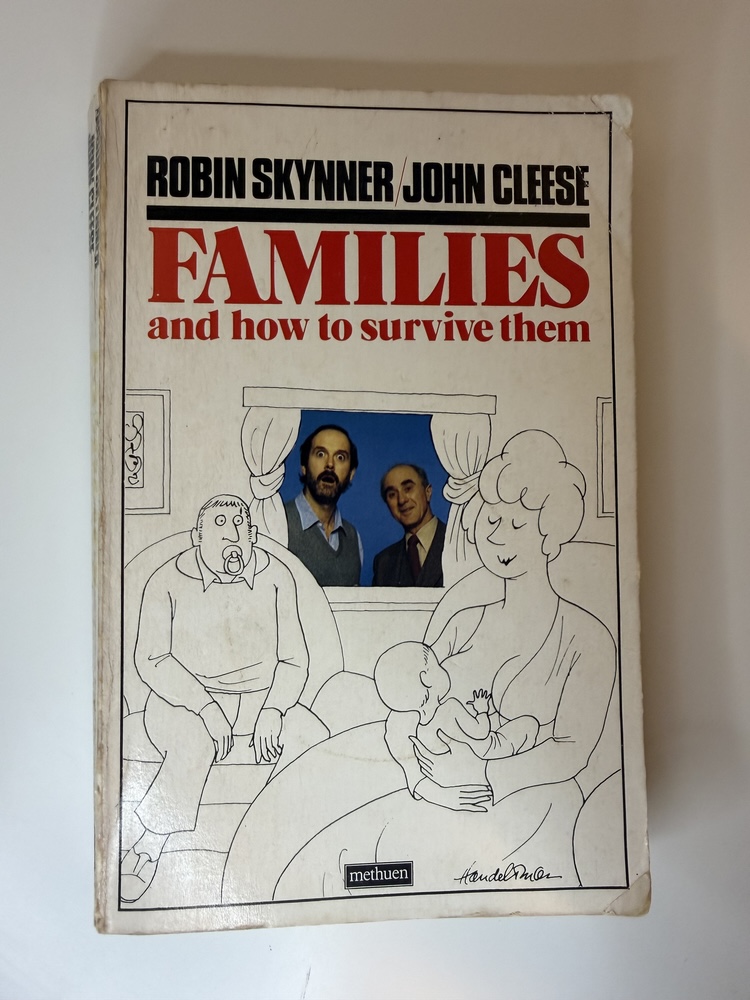 ROBIN SKYNNER/JOHN CLEESE
FAMILIES
and how to survive them
methuen
Handelsman